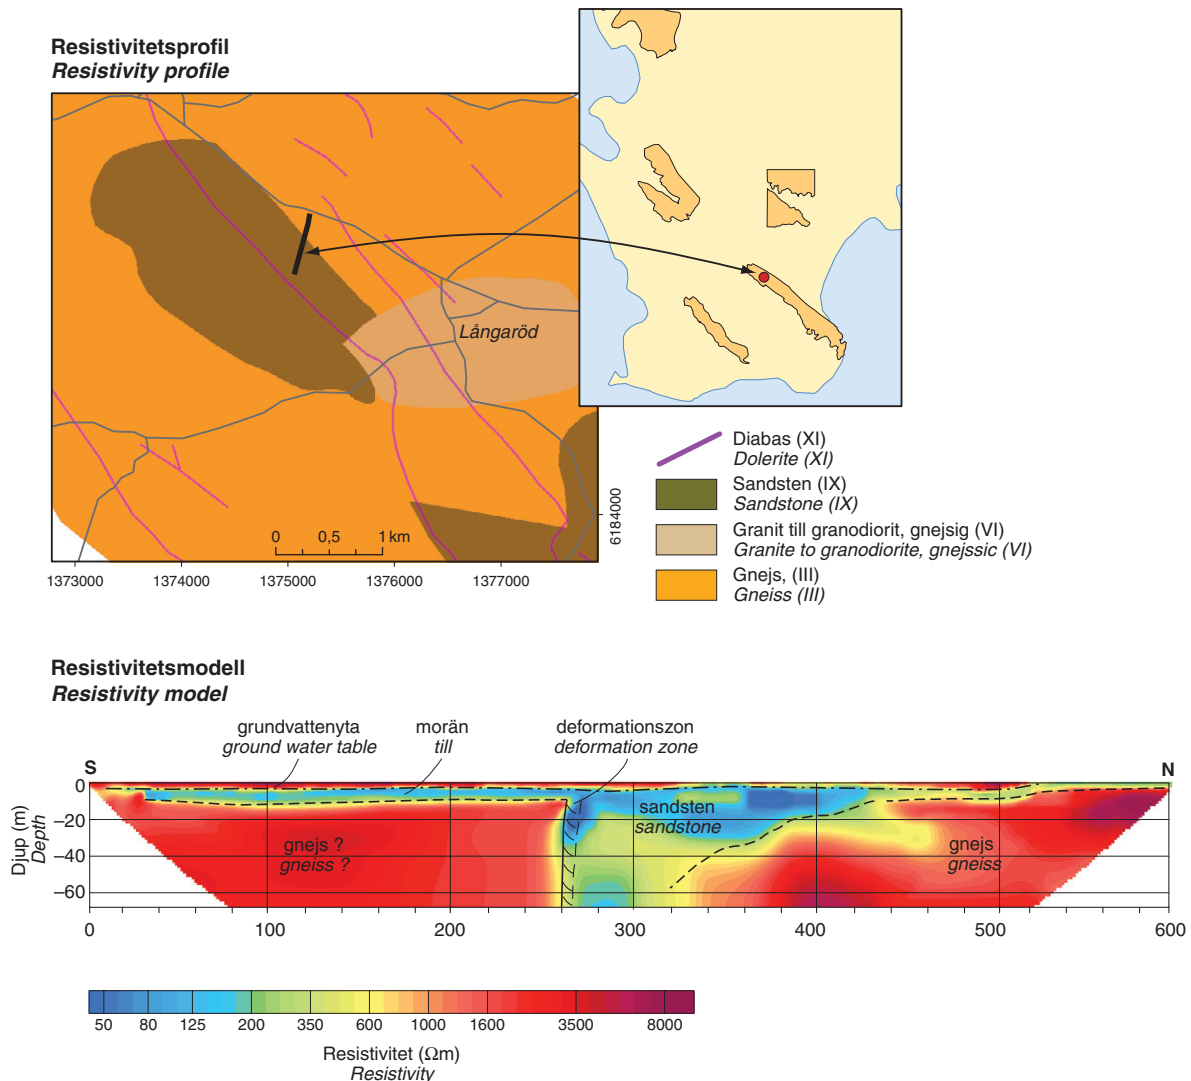 Resistivitetsprofil
Resistivity profile
Långaröd
0 0,5 1 km
6184000
1373000 1374000 1375000 1376000 1377000
Diabas (XI)
Dolerite (XI)
Sandsten (IX)
Sandstone (IX)
Granit till granodiorit, gnejsig (VI)
Granite to granodiorite, gnejssic (VI)
Gnejs, (III)
Gneiss (III)
Resistivitetsmodell
Resistivity model
grundvattenyta
ground water table
morän
till
deformationszon
deformation zone
S N
Djup (m)
Depth
0
−20
−40
−60
sandsten
sandstone
gnejs ?
gneiss ?
gnejs
gneiss
0 100 200 300 400 500 600
50 80 125 200 350 600 1000 1600 3500 8000
Resistivitet (Ωm)
Resistivity